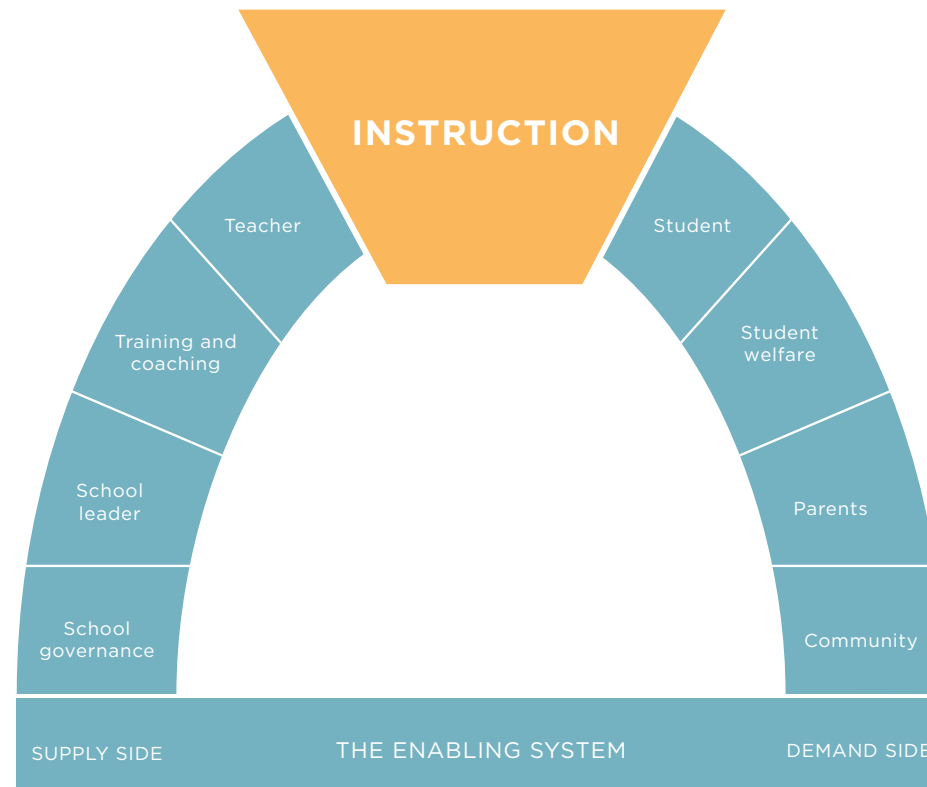 INSTRUCTION
Teacher
Student
Training and
coaching
Student
welfare
School
leader
Parents
School
governance
Community
SUPPLY SIDE
THE ENABLING SYSTEM
DEMAND SIDE